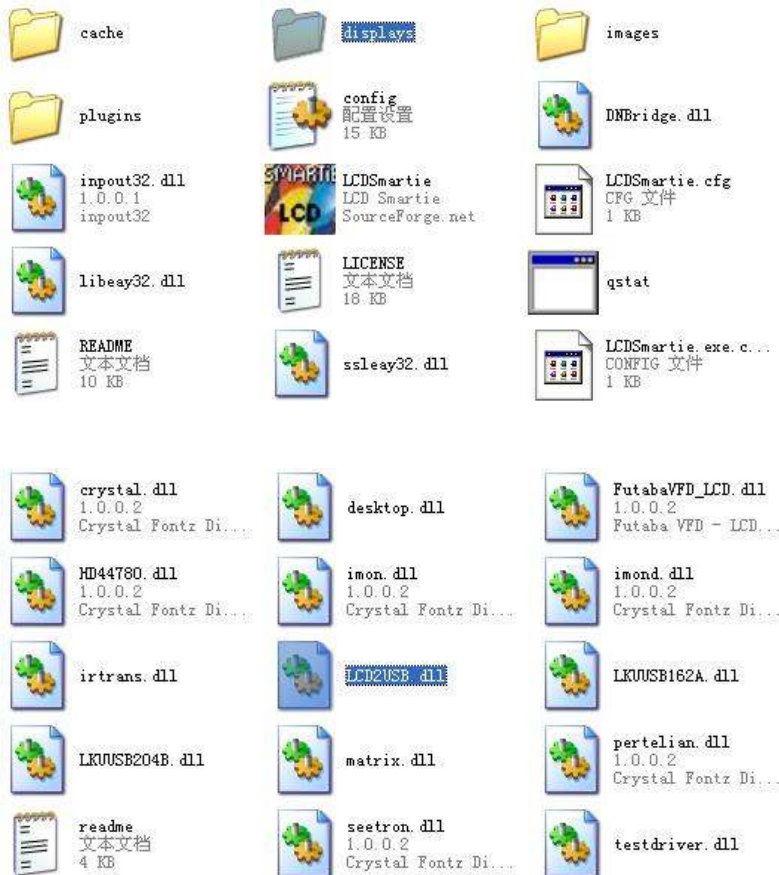 cache
displays
images
plugins
config
配置设置
15 KB
DNBridge.dll
inpout32.dll
1.0.0.1
inpout32
SMARTIE
LCD
LCDSmartie
LCD Smartie
SourceForge.net
LCDSmartie.cfg
CFG 文件
1 KB
libeay32.dll
LICENSE
文本文档
18 KB
qstat
README
文本文档
10 KB
ssleay32.dll
LCDSmartie.exe.c...
CONFIG 文件
1 KB
crystal.dll
1.0.0.2
Crystal Fontz Di...
desktop.dll
FutabaVFD_LCD.dll
1.0.0.2
Futaba VFD - LCD...
HD44780.dll
1.0.0.2
Crystal Fontz Di...
imon.dll
1.0.0.2
Crystal Fontz Di...
imond.dll
1.0.0.2
Crystal Fontz Di...
irtrans.dll
LCD2USB.dll
LKUUSB162A.dll
LKUUSB204B.dll
matrix.dll
pertelian.dll
1.0.0.2
Crystal Fontz Di...
readme
文本文档
4 KB
seetron.dll
1.0.0.2
Crystal Fontz Di...
testdriver.dll